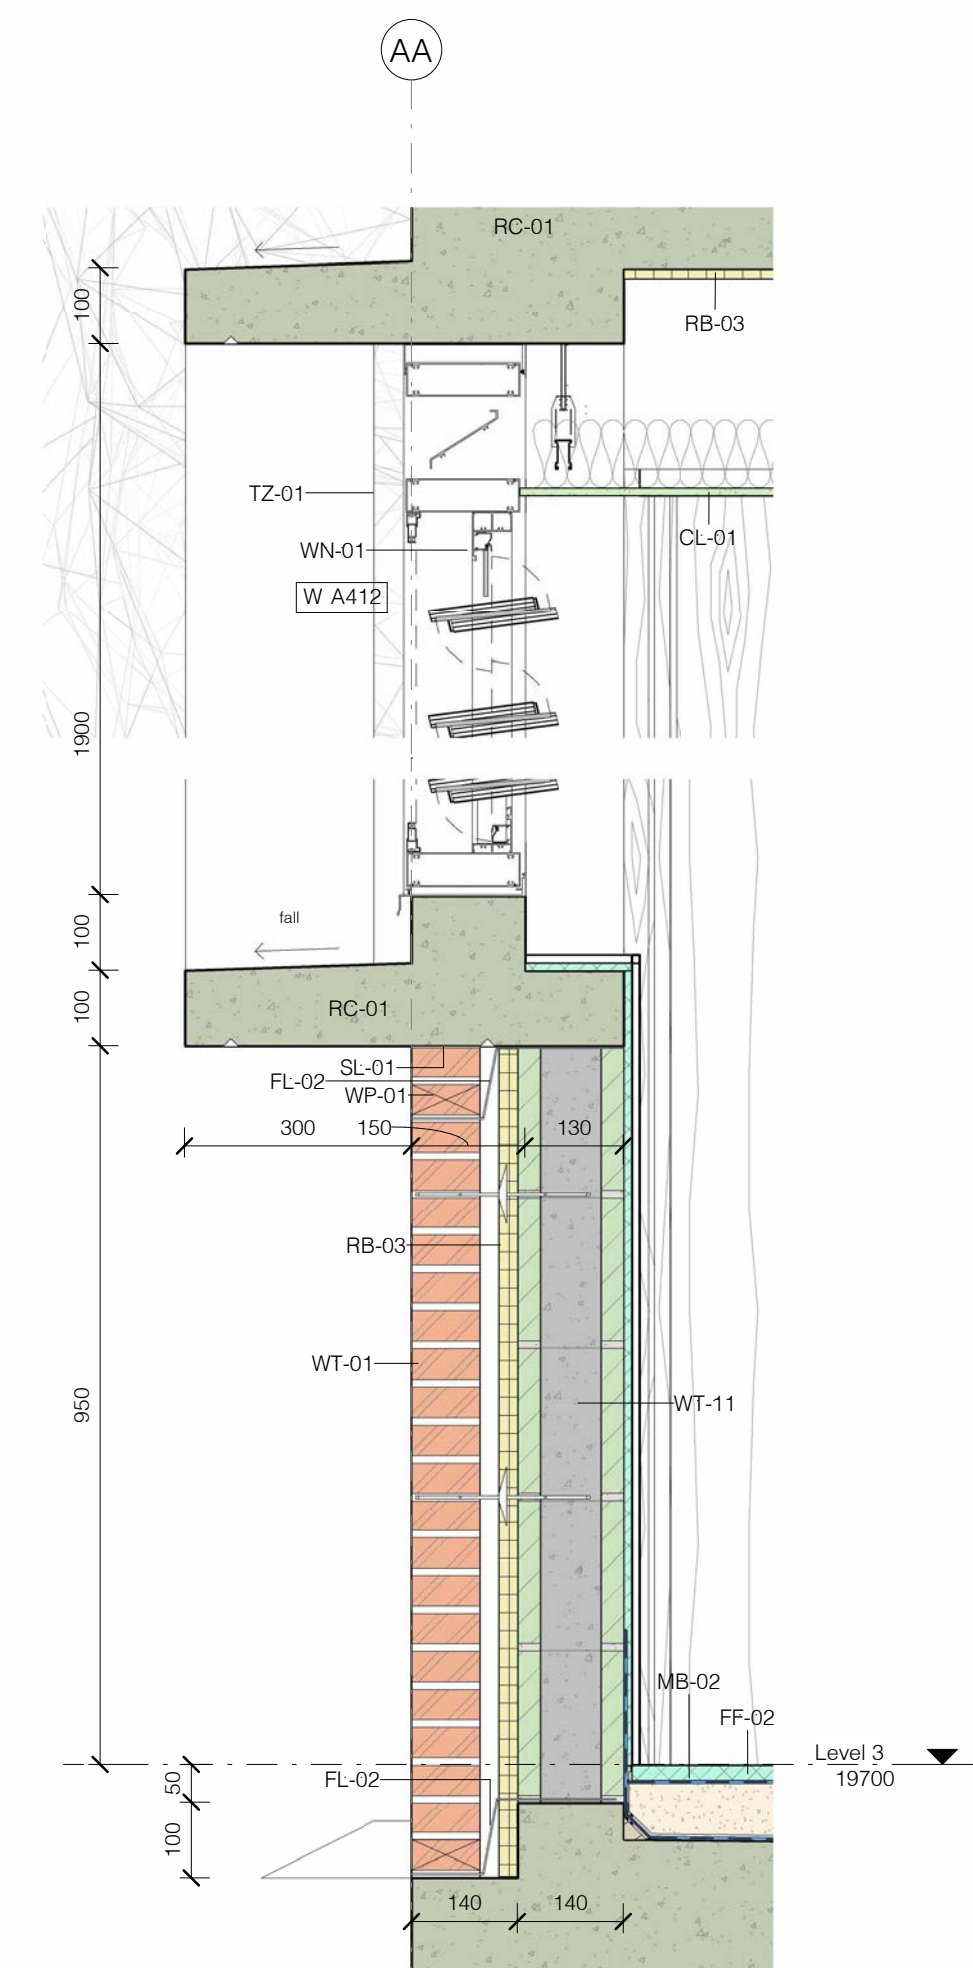 AA
RC-01
100
RB-03
TZ-01
CL-01
WN-01
W A412
1900
fall
100
100
RC-01
SL-01
FL-02
WP-01
300
150
130
RB-03
WT-01
WT-11
950
MB-02
FF-02
Level 3
19700
50
FL-02
100
140
140